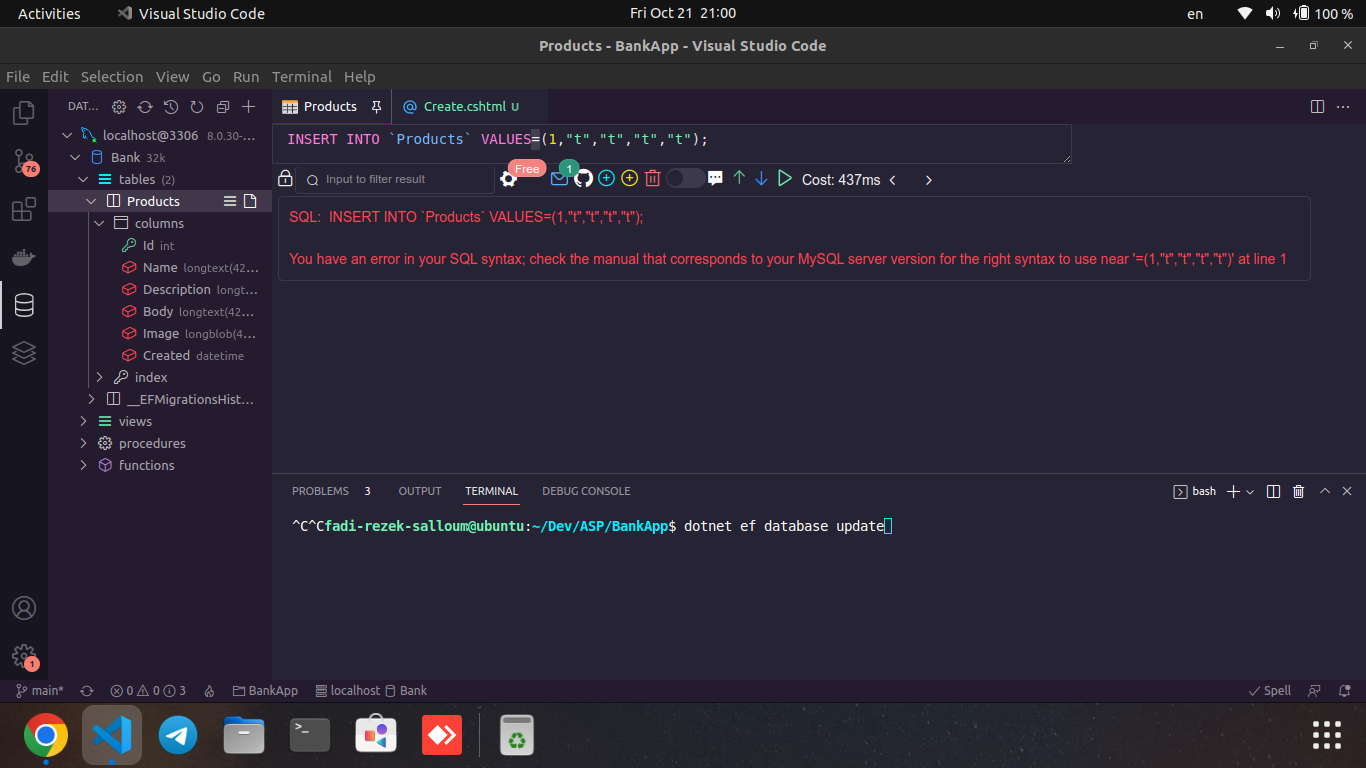 Activities Visual Studio Code Fri Oct 21 21:00 en 100 %
Products - BankApp - Visual Studio Code
File Edit Selection View Go Run Terminal Help
DAT...
Products Create.cshtml U
localhost@3306 8.0.30-...
Bank 32k
tables (2)
Products
columns
Id int
Name longtext(42...
Description longt...
Body longtext(42...
Image longblob(4...
Created datetime
index
__EFMigrationsHist...
views
procedures
functions
76
1
INSERT INTO `Products` VALUES=(1,"t","t","t","t");
Free 1
Input to filter result Cost: 437ms
SQL: INSERT INTO `Products` VALUES=(1,"t","t","t","t");
You have an error in your SQL syntax; check the manual that corresponds to your MySQL server version for the right syntax to use near '=(1,"t","t","t","t")' at line 1
PROBLEMS 3 OUTPUT TERMINAL DEBUG CONSOLE bash
^C^Cfadi-rezek-salloum@ubuntu:~/Dev/ASP/BankApp$ dotnet ef database update
main* 0 0 3 BankApp localhost Bank Spell